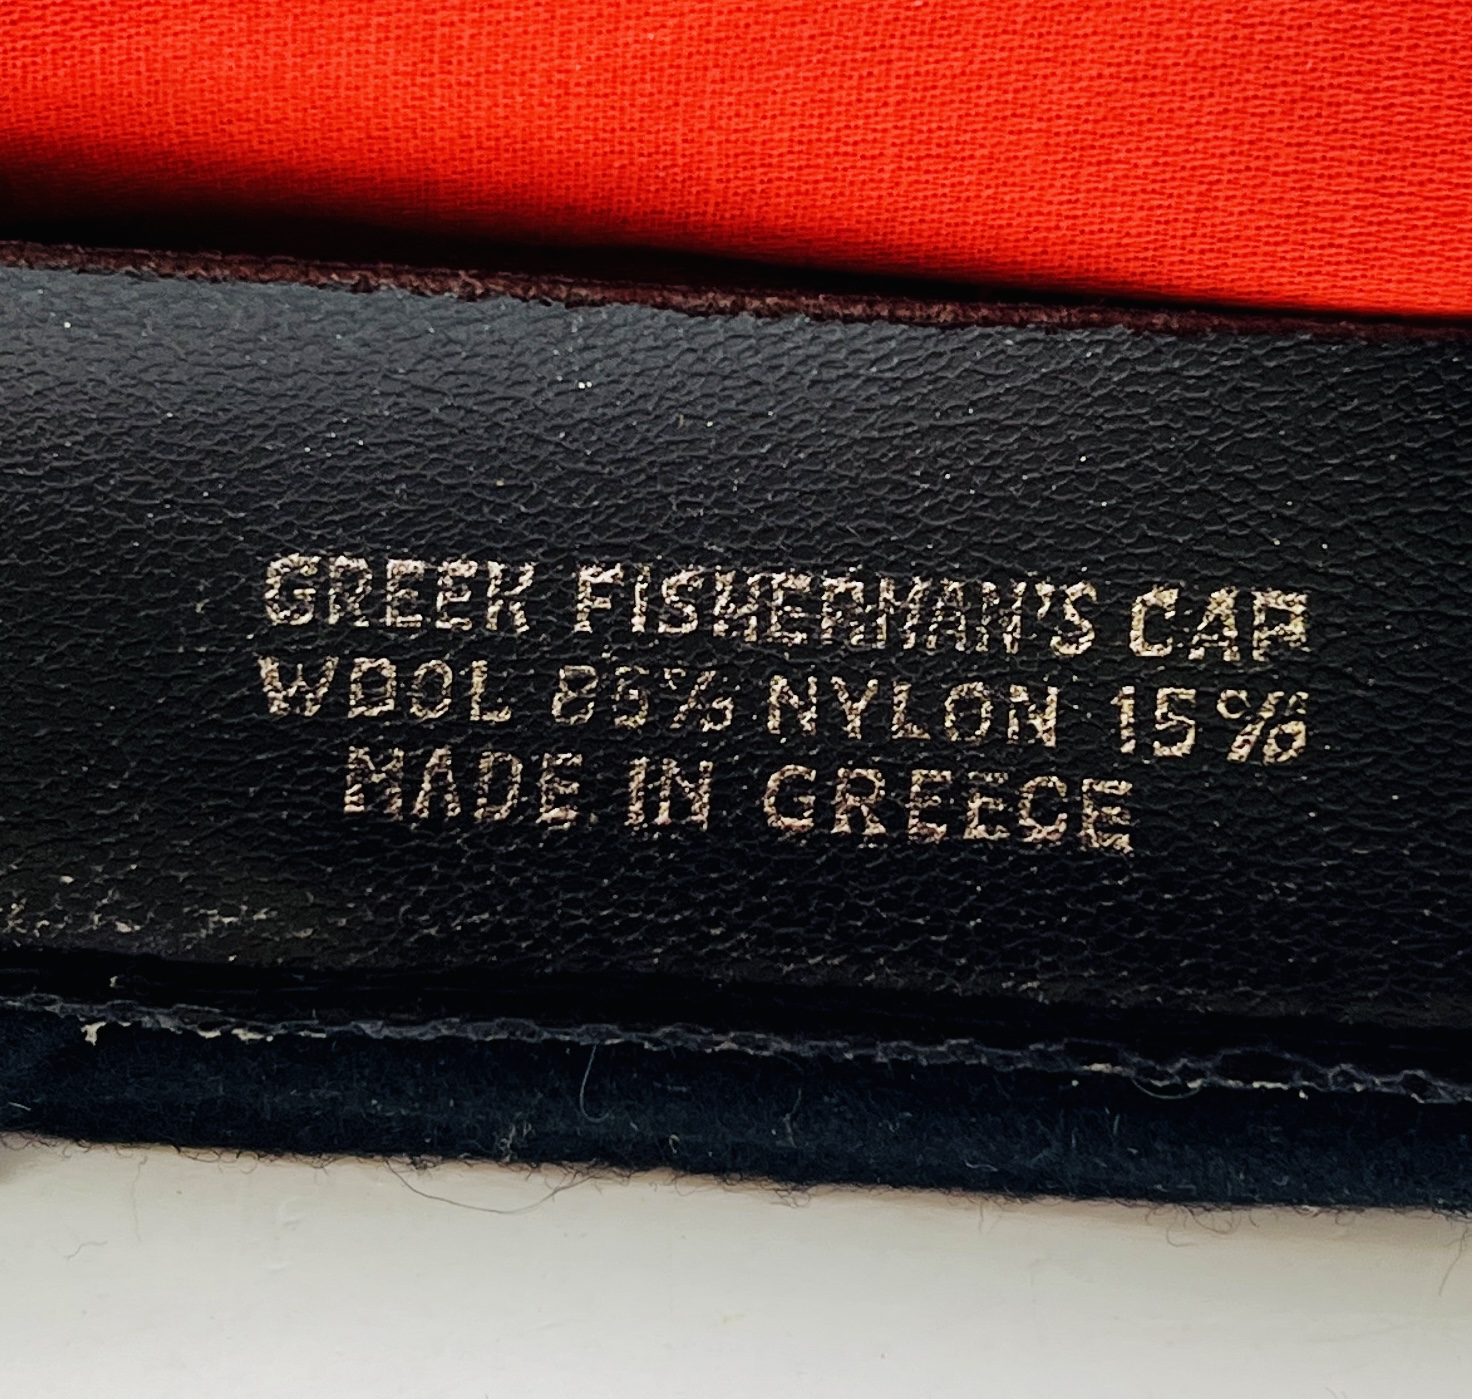 GREEK FISHERMAN'S CAP
WOOL 85% NYLON 15%
MADE IN GREECE